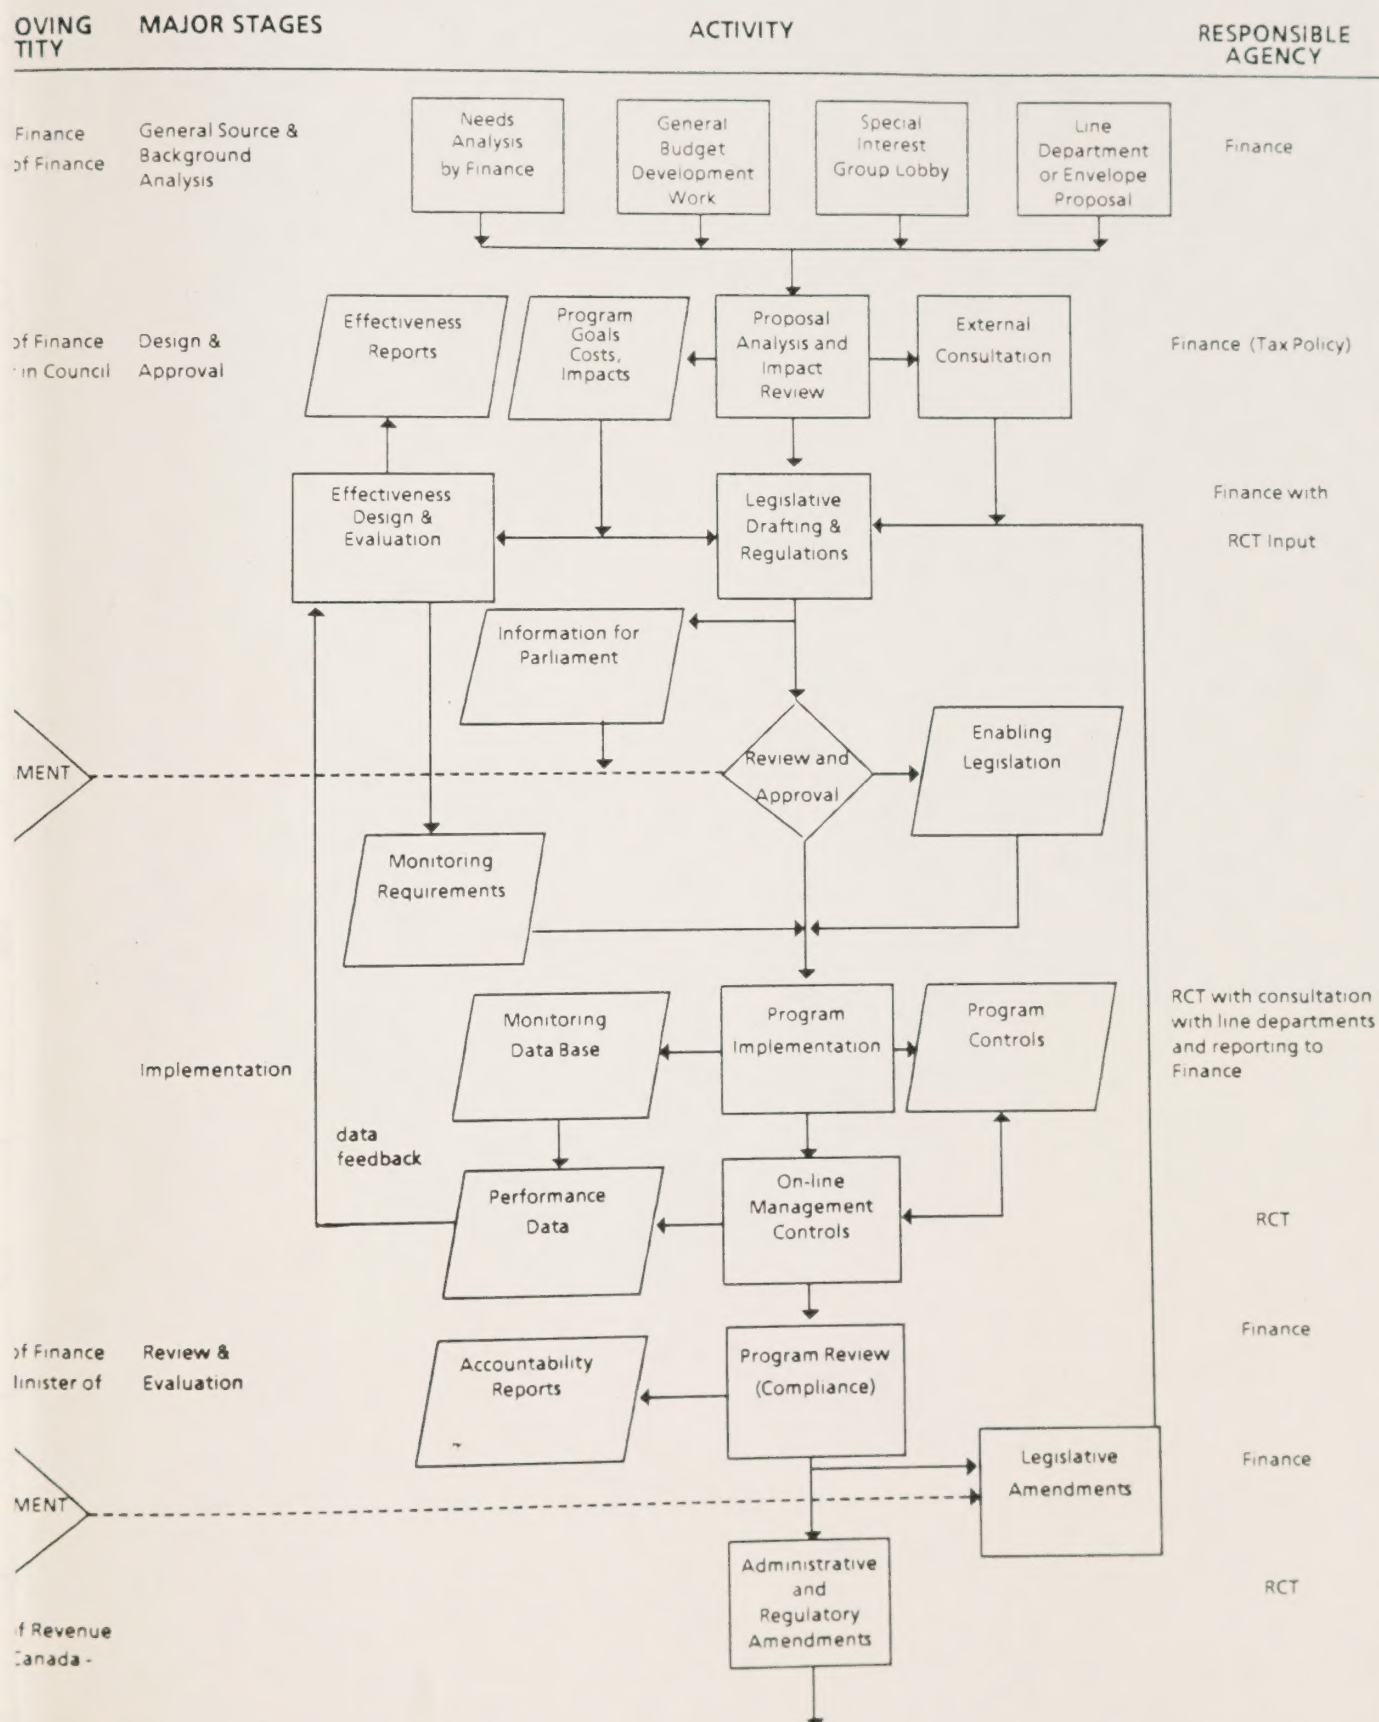 OVING
TITY
MAJOR STAGES
ACTIVITY
RESPONSIBLE
AGENCY
Finance
of Finance
General Source &
Background
Analysis
Needs
Analysis
by Finance
General
Budget
Development
Work
Special
Interest
Group Lobby
Line
Department
or Envelope
Proposal
Finance
of Finance
in Council
Design &
Approval
Effectiveness
Reports
Program
Goals
Costs,
Impacts
Proposal
Analysis and
Impact
Review
External
Consultation
Finance (Tax Policy)
Effectiveness
Design &
Evaluation
Legislative
Drafting &
Regulations
Finance with
RCT Input
Information for
Parliament
MENT
Review and
Approval
Enabling
Legislation
Monitoring
Requirements
Implementation
Monitoring
Data Base
Program
Implementation
Program
Controls
RCT with consultation
with line departments
and reporting to
Finance
data
feedback
Performance
Data
On-line
Management
Controls
RCT
of Finance
linister of
Review &
Evaluation
Accountability
Reports
Program Review
(Compliance)
Finance
MENT
Legislative
Amendments
Finance
Administrative
and
Regulatory
Amendments
RCT
f Revenue
Canada -